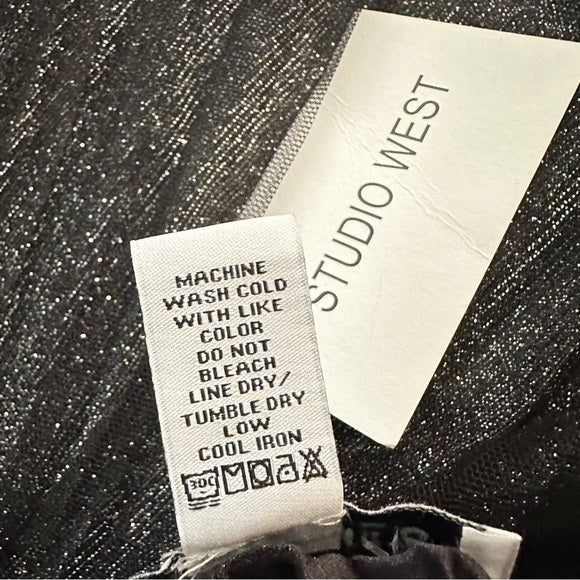 STUDIO WEST
MACHINE
WASH COLD
WITH LIKE
COLOR
DO NOT
BLEACH
LINE DRY/
TUMBLE DRY
LOW
COOL IRON
30C